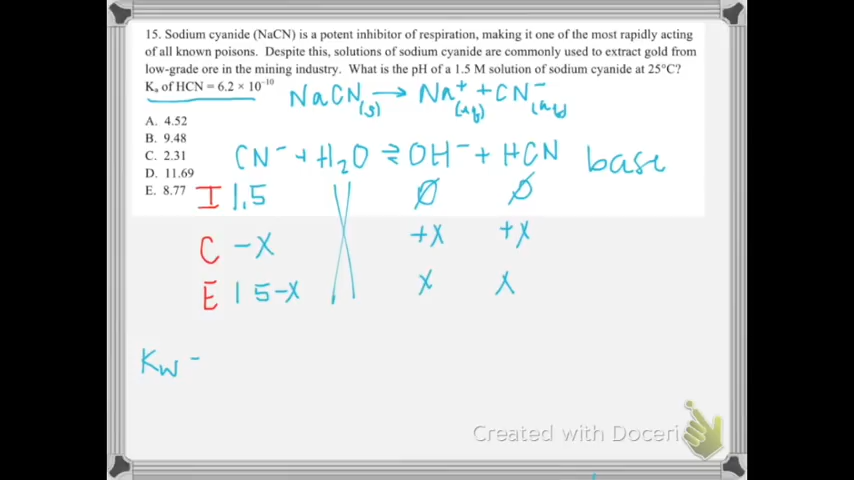 15. Sodium cyanide (NaCN) is a potent inhibitor of respiration, making it one of the most rapidly acting
of all known poisons. Despite this, solutions of sodium cyanide are commonly used to extract gold from
low-grade ore in the mining industry. What is the pH of a 1.5 M solution of sodium cyanide at 25°C?
Kₐ of HCN = 6.2 × 10⁻¹⁰
NaCN(s) → Na⁺(aq) + CN⁻(aq)
A. 4.52
B. 9.48
C. 2.31
D. 11.69
E. 8.77
CN⁻ + H₂O ⇌ OH⁻ + HCN base
I 1.5 0 0
C -X +X +X
E 1 5-X X X
Kw -
Created with Doceri